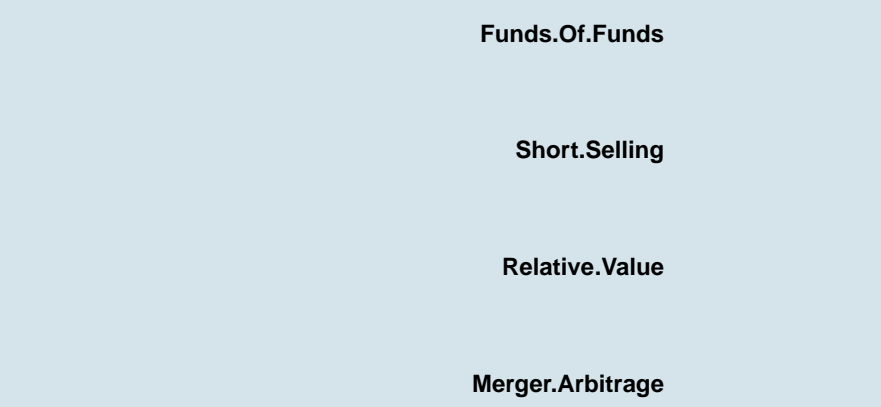 Funds.Of.Funds
Short.Selling
Relative.Value
Merger.Arbitrage